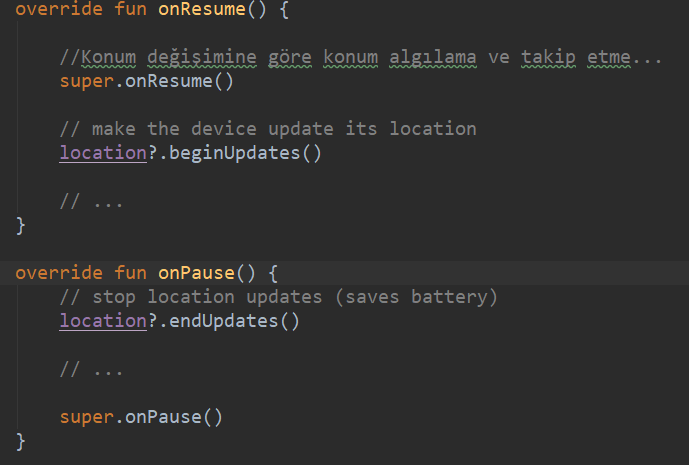 override fun onResume() {
//Konum değişimine göre konum algılama ve takip etme...
super.onResume()
// make the device update its location
location?.beginUpdates()
// ...
}
override fun onPause() {
// stop location updates (saves battery)
location?.endUpdates()
// ...
super.onPause()
}